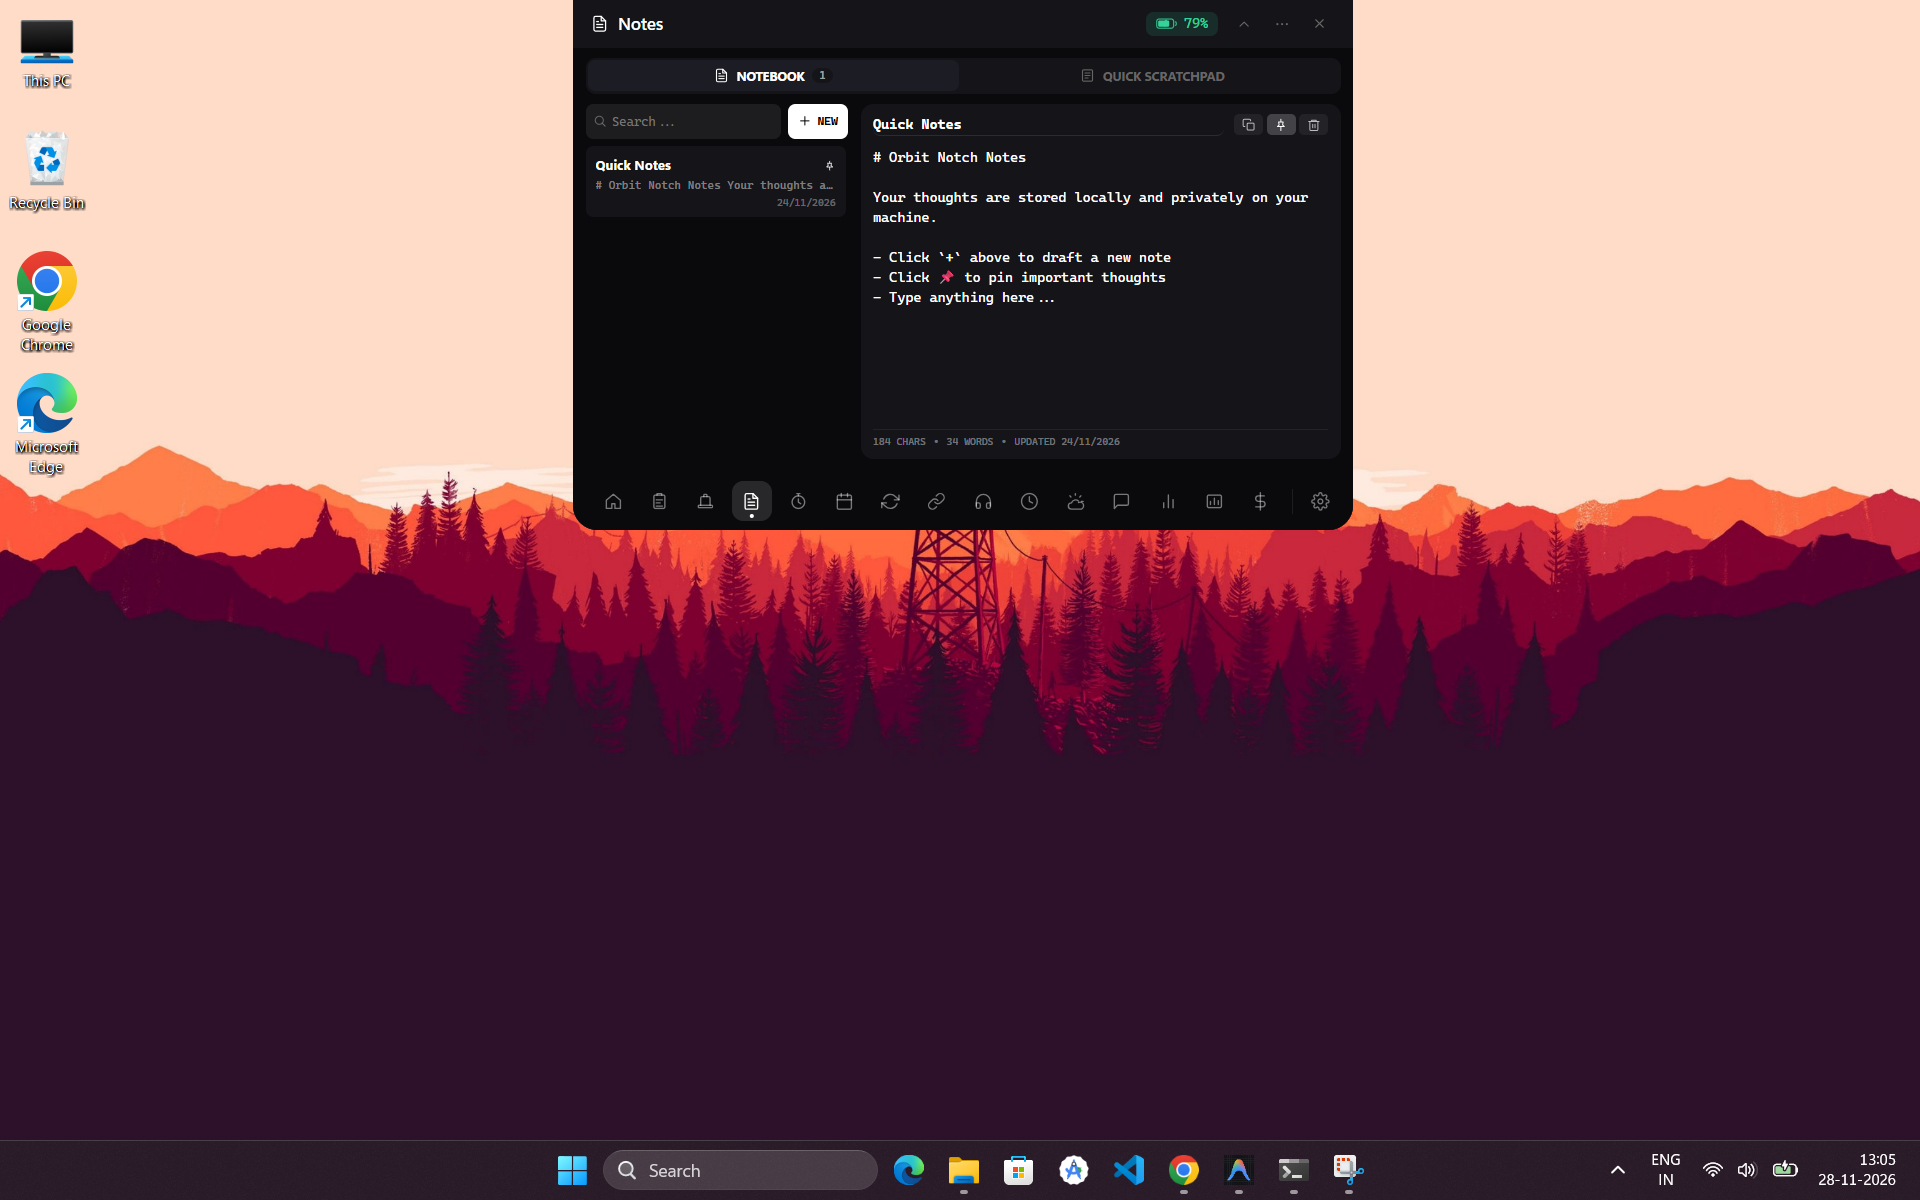 This PC
Recycle Bin
Google
Chrome
Microsoft
Edge
Notes
79%
NOTEBOOK 1
QUICK SCRATCHPAD
Search ...
+ NEW
Quick Notes
# Orbit Notch Notes Your thoughts a…
24/11/2026
Quick Notes
# Orbit Notch Notes
Your thoughts are stored locally and privately on your
machine.
- Click `+` above to draft a new note
- Click 📌 to pin important thoughts
- Type anything here...
184 CHARS • 34 WORDS • UPDATED 24/11/2026
Search
ENG
IN
13:05
28-11-2026